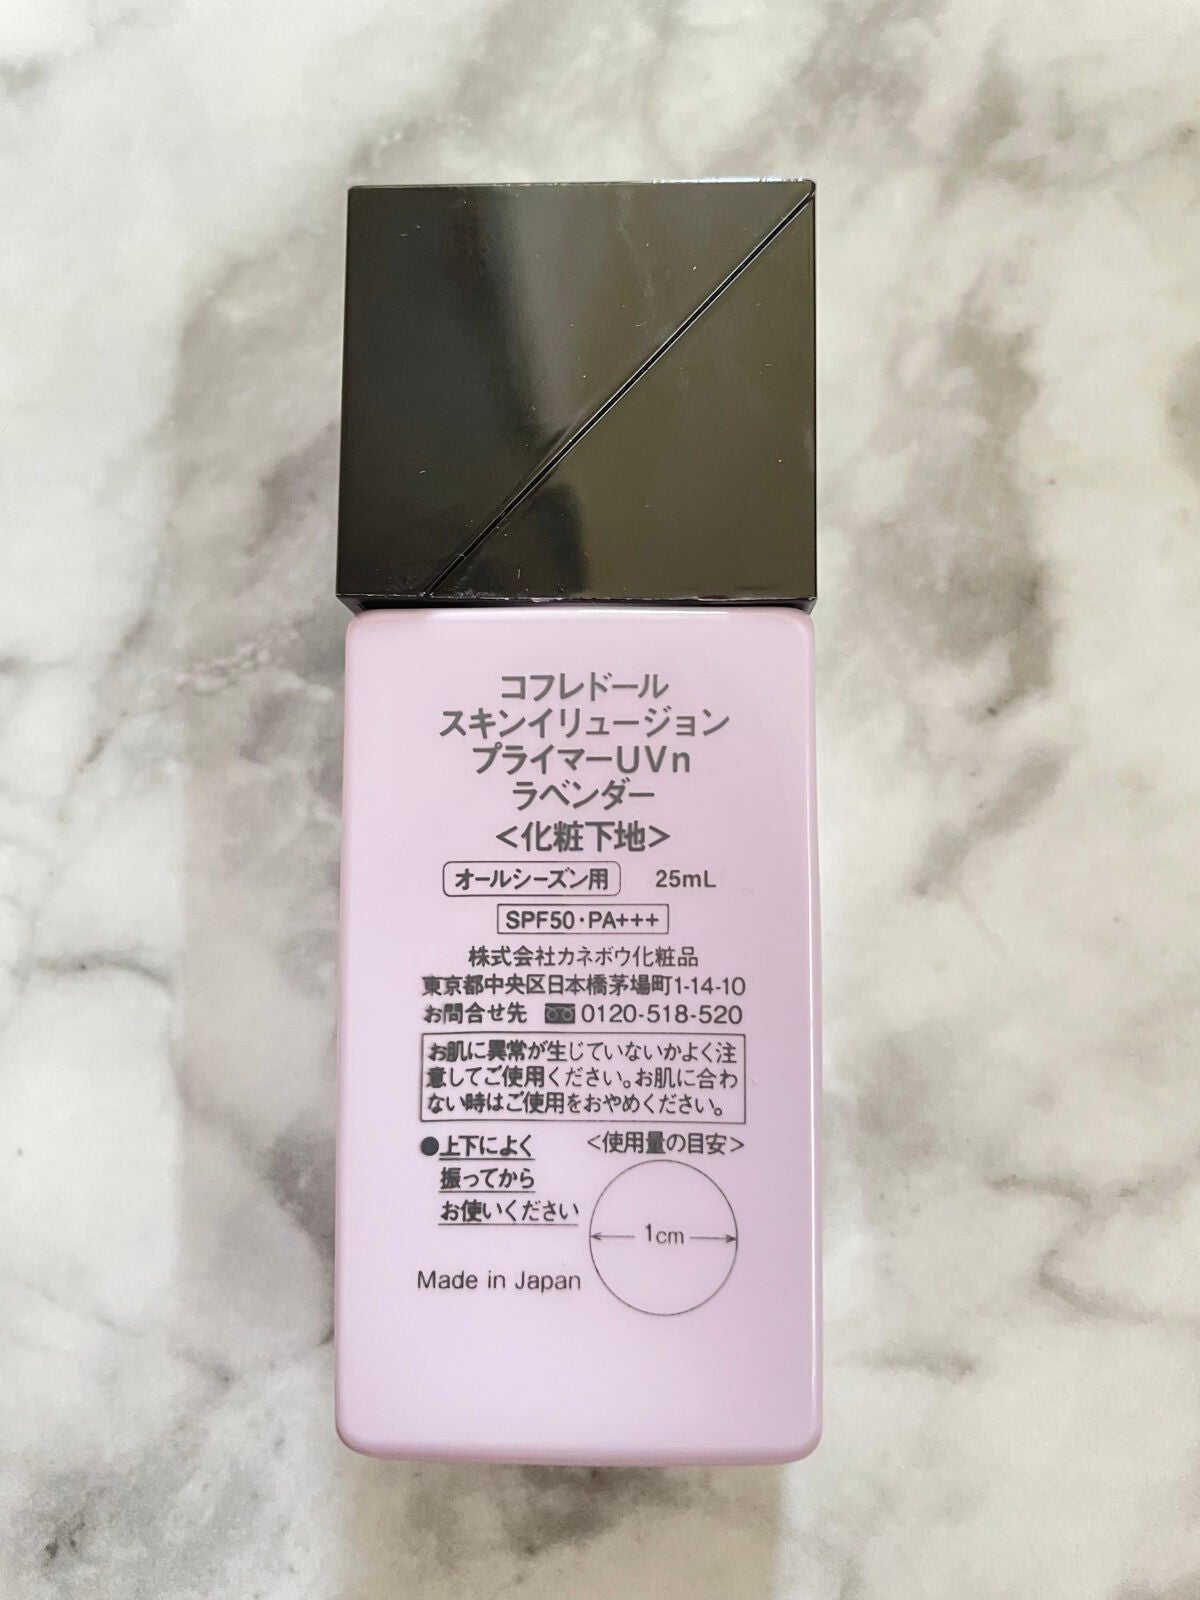 コフレドール
スキンイリュージョン
プライマーUVn
ラベンダー
<化粧下地>
オールシーズン用 25mL
SPF50・PA+++
株式会社カネボウ化粧品
東京都中央区日本橋茅場町1-14-10
お問合せ先 0120-518-520
お肌に異常が生じていないかよく注
意してご使用ください。お肌に合わ
ない時はご使用をおやめください。
●上下によく
振ってから
お使いください
<使用量の目安>
1cm
Made in Japan